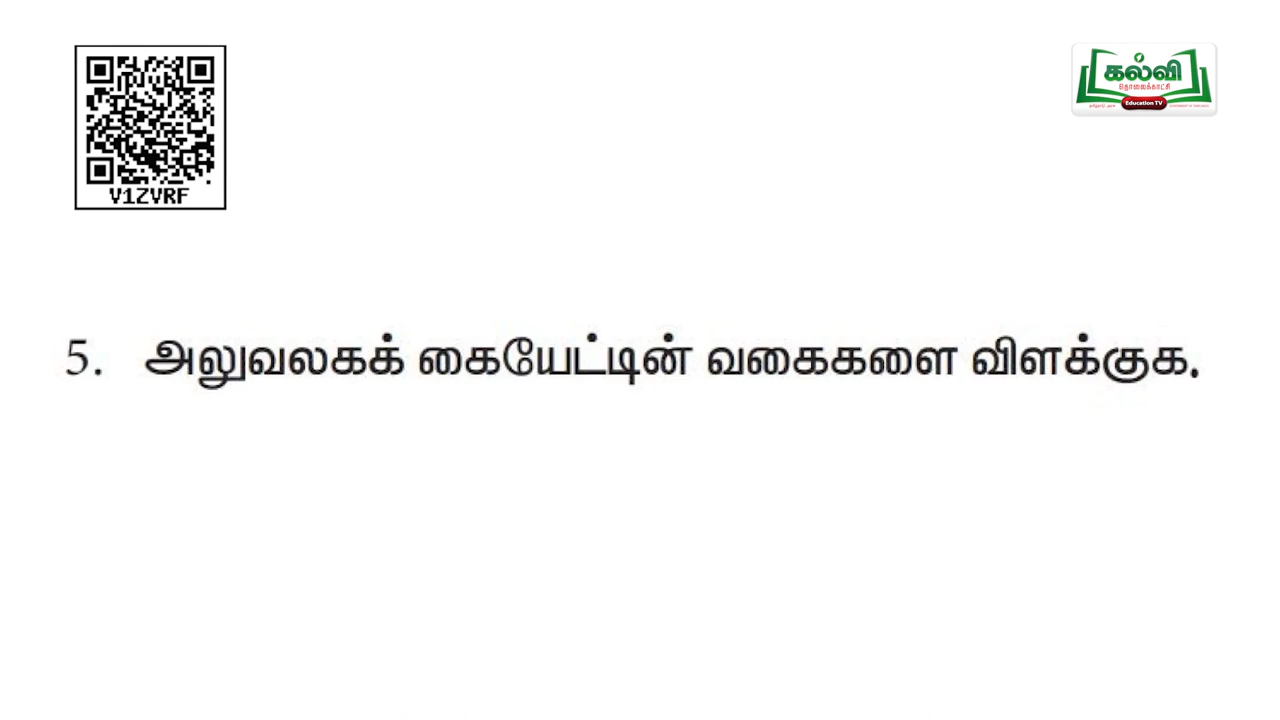 V1ZVRF
கல்வி
தொலைக்காட்சி
Education TV
5. அலுவலகக் கையேட்டின் வகைகளை விளக்குக.